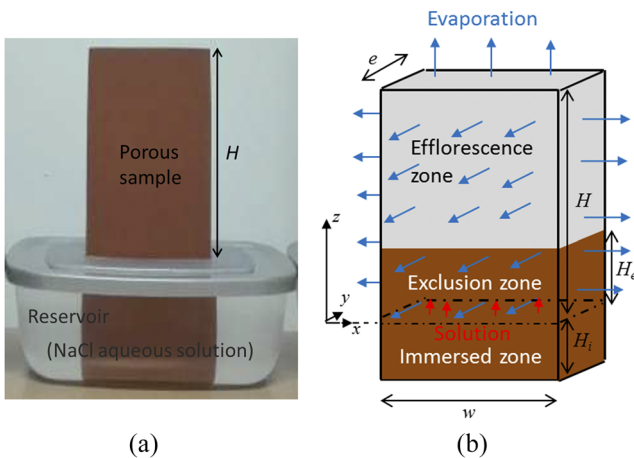 Porous
sample
H
Reservoir
(NaCl aqueous solution)
(a)
Evaporation
e
Efflorescence
zone
H
z
Exclusion zone
He
y
x
Solution
Immersed zone
Hi
w
(b)